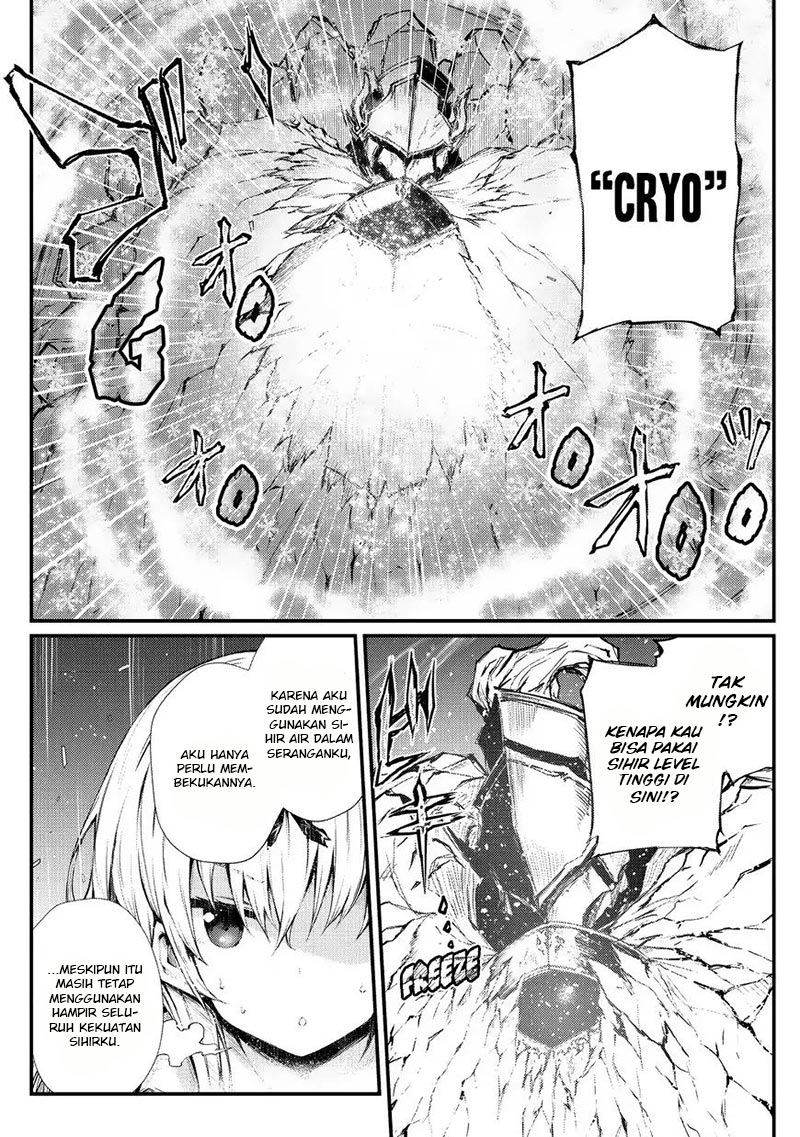 “CRYO”
ゴ
G
オ
オ
O
オ
O
オ
O
オ
O
オ
O
ッ
TAK
MUNGKIN
!?
KENAPA KAU
BISA PAKAI
SIHIR LEVEL
TINGGI DI
SINI!?
FREEZE
KARENA AKU
SUDAH MENG-
GUNAKAN SI-
HIR AIR DALAM
SERANGANKU,
AKU HANYA
PERLU MEM-
BEKUKANNYA.
...MESKIPUN ITU
MASIH TETAP
MENGGUNAKAN
HAMPIR SELU-
RUH KEKUATAN
SIHIRKU.